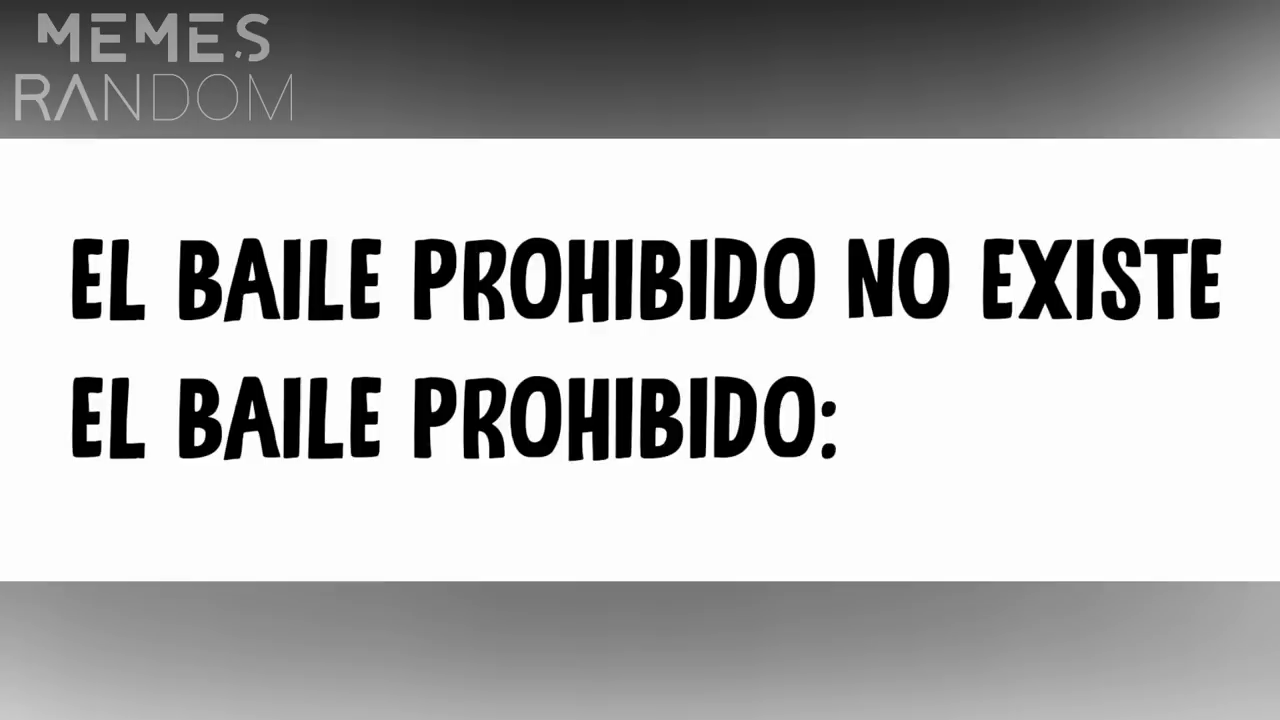 MEMES
RANDOM
EL BAILE PROHIBIDO NO EXISTE
EL BAILE PROHIBIDO: